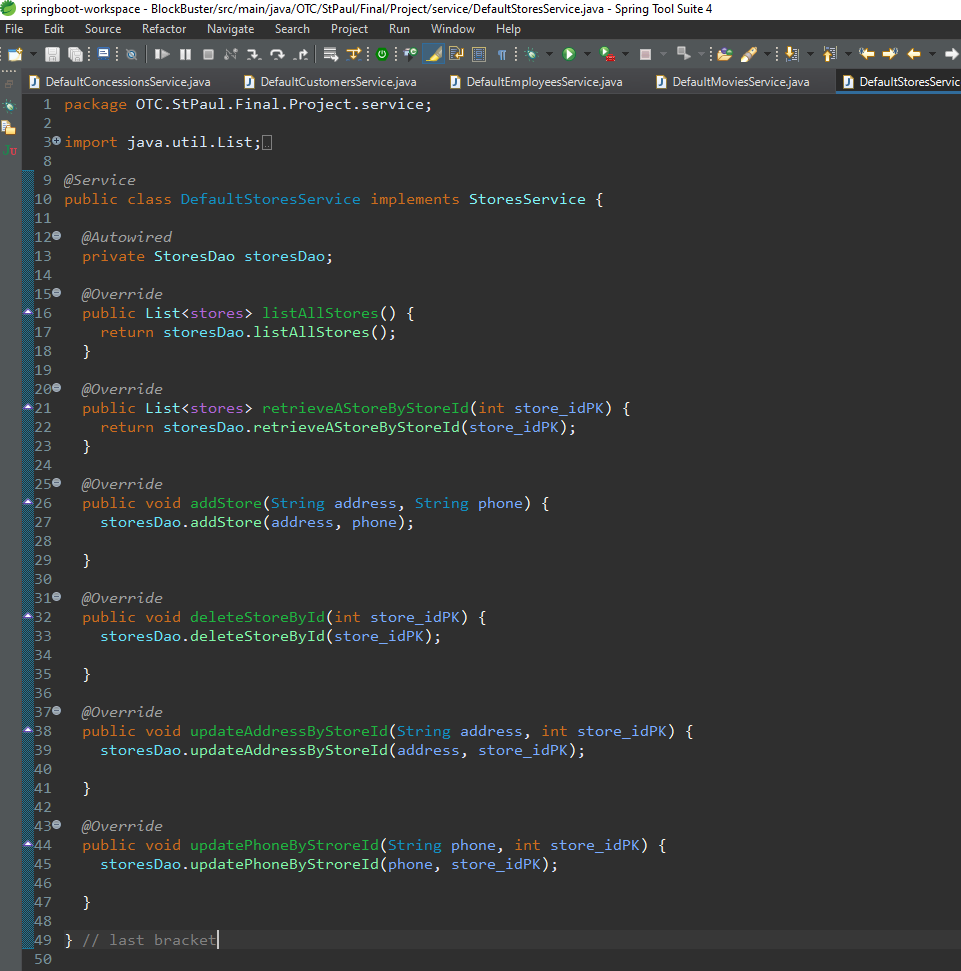 springboot-workspace - BlockBuster/src/main/java/OTC/StPaul/Final/Project/service/DefaultStoresService.java - Spring Tool Suite 4
File Edit Source Refactor Navigate Search Project Run Window Help
DefaultConcessionsService.java DefaultCustomersService.java DefaultEmployeesService.java DefaultMoviesService.java DefaultStoresServic
1 package OTC.StPaul.Final.Project.service;
2
3 import java.util.List;
8
9 @Service
10 public class DefaultStoresService implements StoresService {
11
12 @Autowired
13 private StoresDao storesDao;
14
15 @Override
16 public List<stores> listAllStores() {
17 return storesDao.listAllStores();
18 }
19
20 @Override
21 public List<stores> retrieveAStoreByStoreId(int store_idPK) {
22 return storesDao.retrieveAStoreByStoreId(store_idPK);
23 }
24
25 @Override
26 public void addStore(String address, String phone) {
27 storesDao.addStore(address, phone);
28
29 }
30
31 @Override
32 public void deleteStoreById(int store_idPK) {
33 storesDao.deleteStoreById(store_idPK);
34
35 }
36
37 @Override
38 public void updateAddressByStoreId(String address, int store_idPK) {
39 storesDao.updateAddressByStoreId(address, store_idPK);
40
41 }
42
43 @Override
44 public void updatePhoneByStroreId(String phone, int store_idPK) {
45 storesDao.updatePhoneByStroreId(phone, store_idPK);
46
47 }
48
49 } // last bracket
50